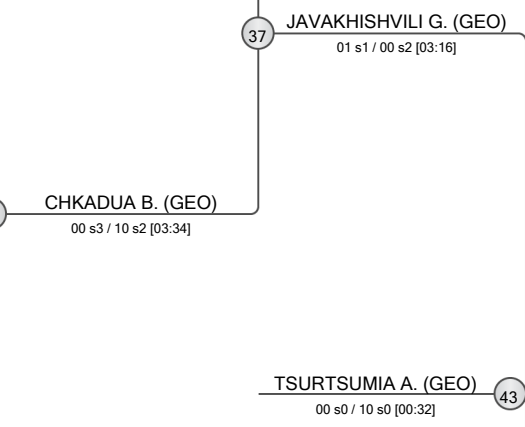 37
JAVAKHISHVILI G. (GEO)
01 s1 / 00 s2 [03:16]
CHKADUA B. (GEO)
00 s3 / 10 s2 [03:34]
TSURTSUMIA A. (GEO)
43
00 s0 / 10 s0 [00:32]